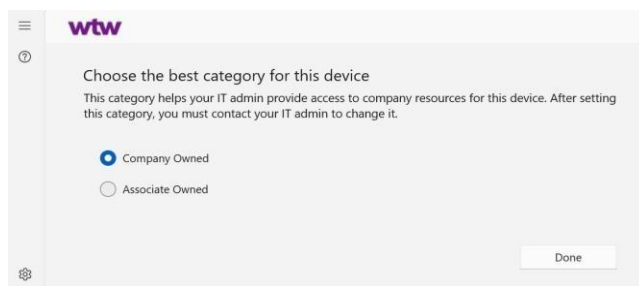 wtw
Choose the best category for this device
This category helps your IT admin provide access to company resources for this device. After setting
this category, you must contact your IT admin to change it.
Company Owned
Associate Owned
Done